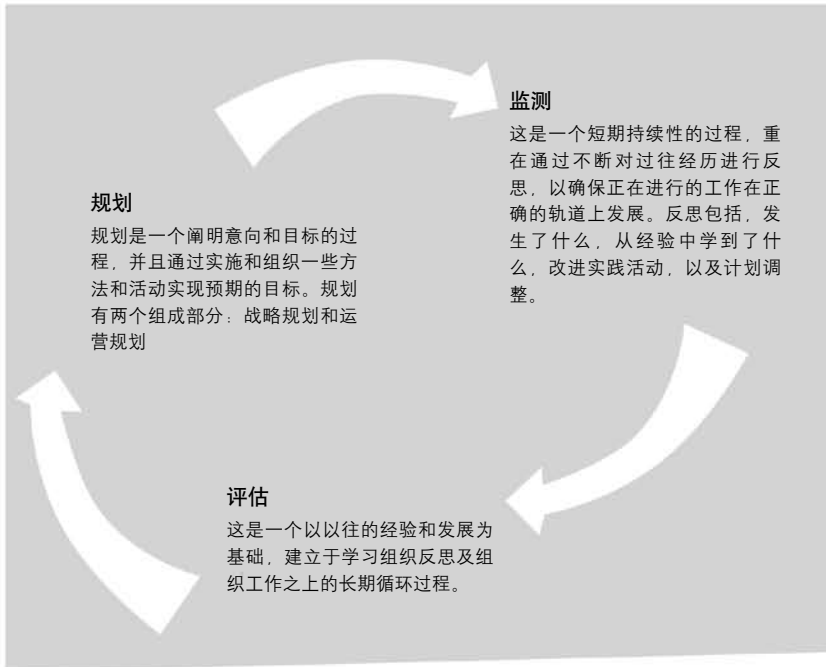 监测
这是一个短期持续性的过程，重
在通过不断对过往经历进行反
思，以确保正在进行的工作在正
确的轨道上发展。反思包括，发
生了什么，从经验中学到了什
么，改进实践活动，以及计划调
整。
规划
规划是一个阐明意向和目标的过
程，并且通过实施和组织一些方
法和活动实现预期的目标。规划
有两个组成部分：战略规划和运
营规划
评估
这是一个以以往的经验和发展为
基础，建立于学习组织反思及组
织工作之上的长期循环过程。